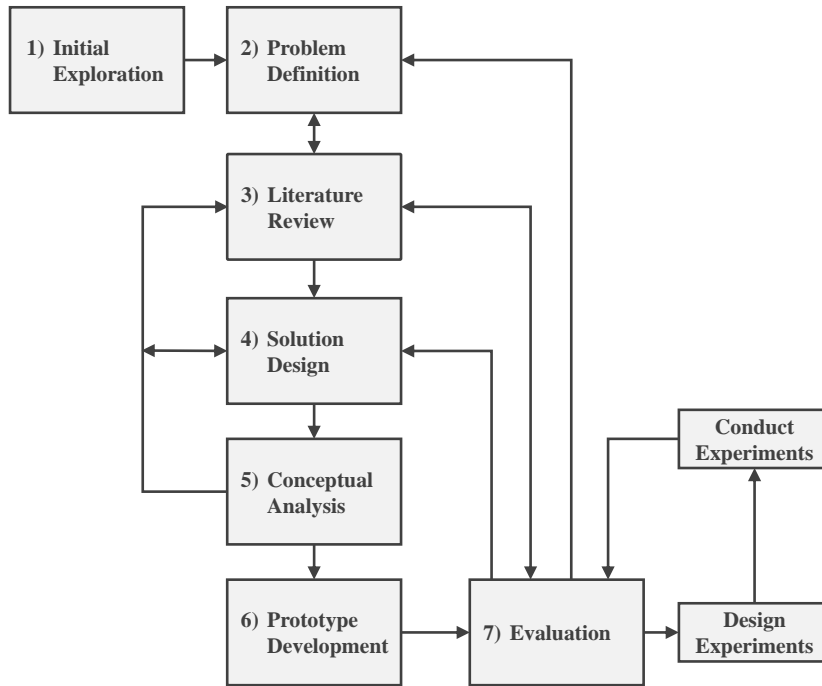 1) Initial
Exploration
2) Problem
Definition
3) Literature
Review
4) Solution
Design
5) Conceptual
Analysis
6) Prototype
Development
7) Evaluation
Conduct
Experiments
Design
Experiments